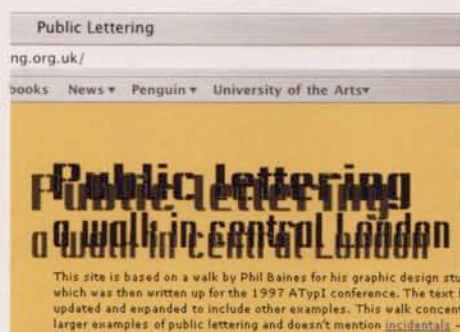 Public Lettering
ng.org.uk/
books News Penguin University of the Arts
Public lettering
a walk in central London
This site is based on a walk by Phil Baines for his graphic design stu
which was then written up for the 1997 ATypI conference. The text
updated and expanded to include other examples. This walk concent
larger examples of public lettering and doesn't mention incidentals -